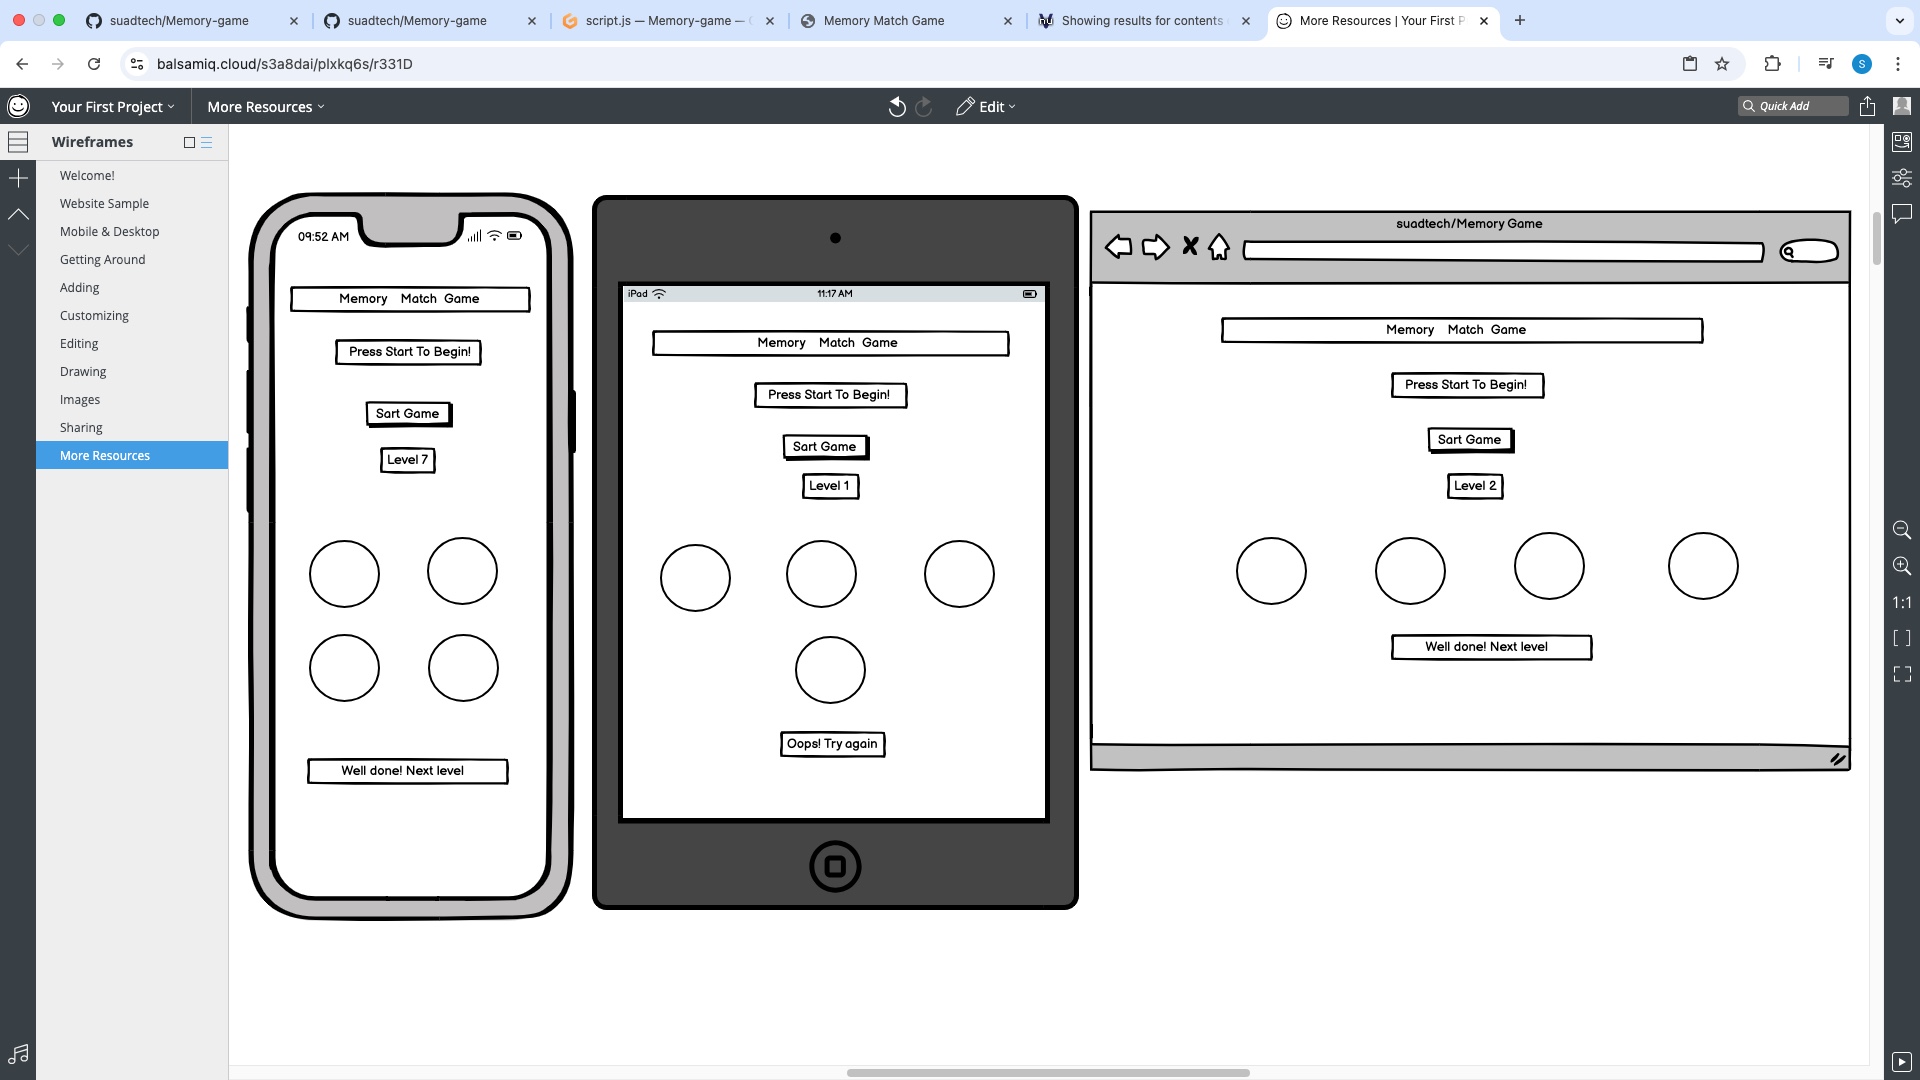 suadtech/Memory-game
suadtech/Memory-game
script.js — Memory-game —
Memory Match Game
Showing results for contents
More Resources | Your First P
balsamiq.cloud/s3a8dai/plxkq6s/r331D
S
Your First Project
More Resources
Edit
Quick Add
Wireframes
Welcome!
Website Sample
Mobile & Desktop
Getting Around
Adding
Customizing
Editing
Drawing
Images
Sharing
More Resources
09:52 AM
Memory Match Game
Press Start To Begin!
Sart Game
Level 7
Well done! Next level
iPad
11:17 AM
Memory Match Game
Press Start To Begin!
Sart Game
Level 1
Oops! Try again
suadtech/Memory Game
Memory Match Game
Press Start To Begin!
Sart Game
Level 2
Well done! Next level
1:1